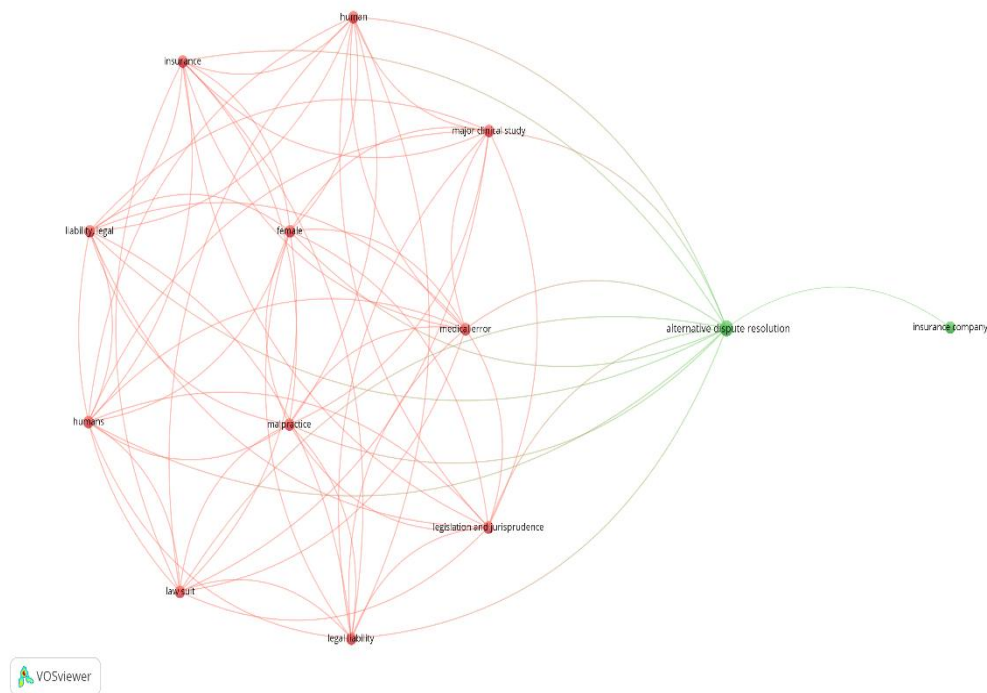 human
insurance
major clinical study
liability, legal
female
medical error
alternative dispute resolution
insurance company
humans
malpractice
legislation and jurisprudence
law suit
legal liability
VOSviewer